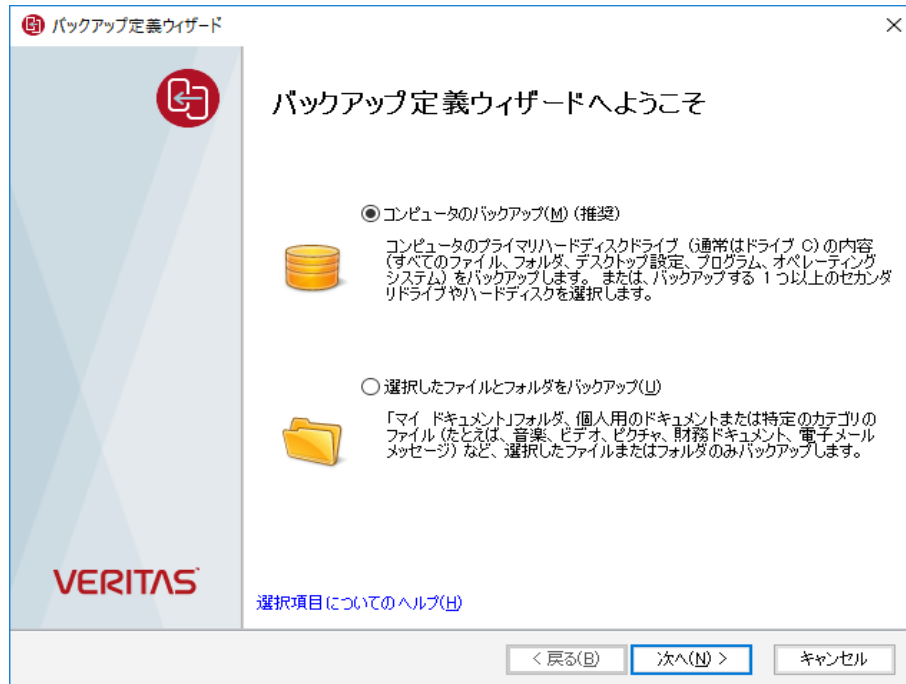 バックアップ定義ウィザード
バックアップ定義ウィザードへようこそ
コンピュータのバックアップ(M) (推奨)
コンピュータのプライマリハードディスクドライブ (通常はドライブ C) の内容
(すべてのファイル、フォルダ、デスクトップ設定、プログラム、オペレーティング
システム) をバックアップします。 または、バックアップする 1 つ以上のセカンダ
リドライブやハードディスクを選択します。
選択したファイルとフォルダをバックアップ(U)
「マイ ドキュメント」フォルダ、個人用のドキュメントまたは特定のカテゴリの
ファイル (たとえば、音楽、ビデオ、ピクチャ、財務ドキュメント、電子メール
メッセージ) など、選択したファイルまたはフォルダのみバックアップします。
VERITAS
選択項目についてのヘルプ(H)
< 戻る(B)
次へ(N) >
キャンセル